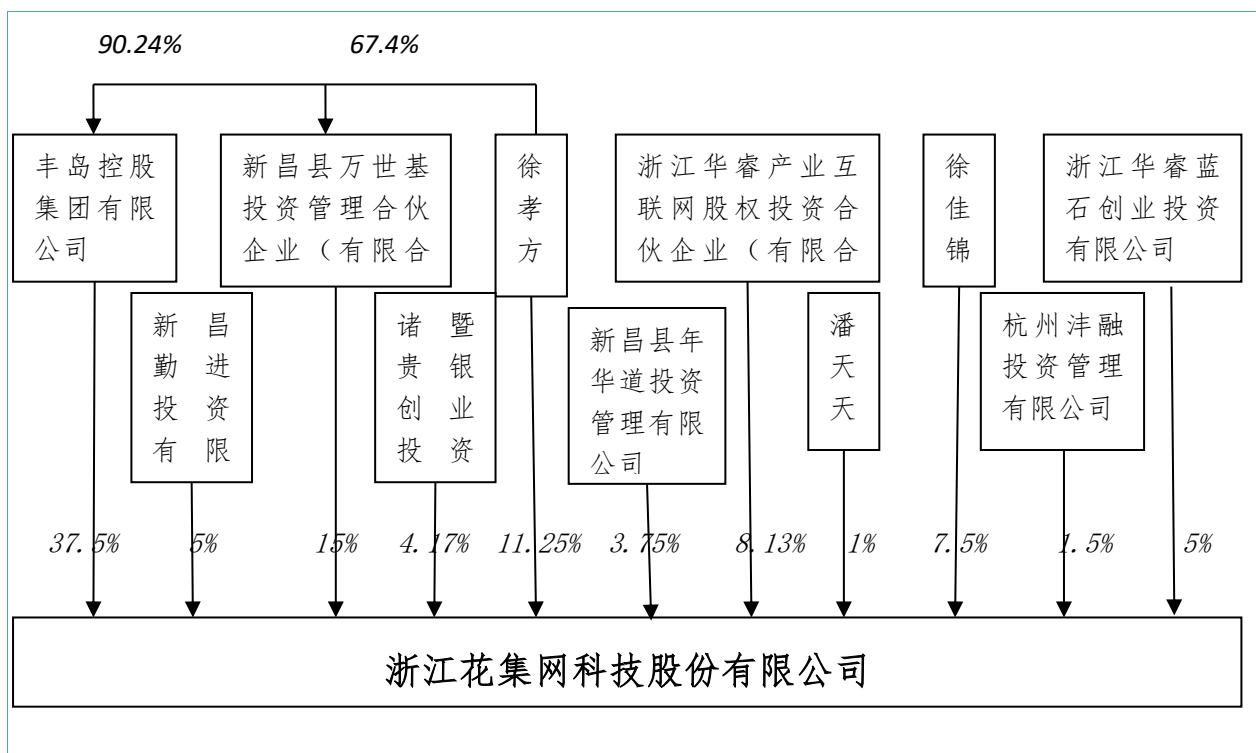 90.24%
67.4%
丰岛控股
集团有限
公司
新昌县万世基
投资管理合伙
企业（有限合
徐
孝
方
浙江华睿产业互
联网股权投资合
伙企业（有限合
徐
佳
锦
浙江华睿蓝
石创业投资
有限公司
新昌
勤进
投资
有限
诸暨
贵银
创业
投资
新昌县年
华道投资
管理有限
公司
潘
天
天
杭州沣融
投资管理
有限公司
37.5%
5%
15%
4.17%
11.25%
3.75%
8.13%
1%
7.5%
1.5%
5%
浙江花集网科技股份有限公司